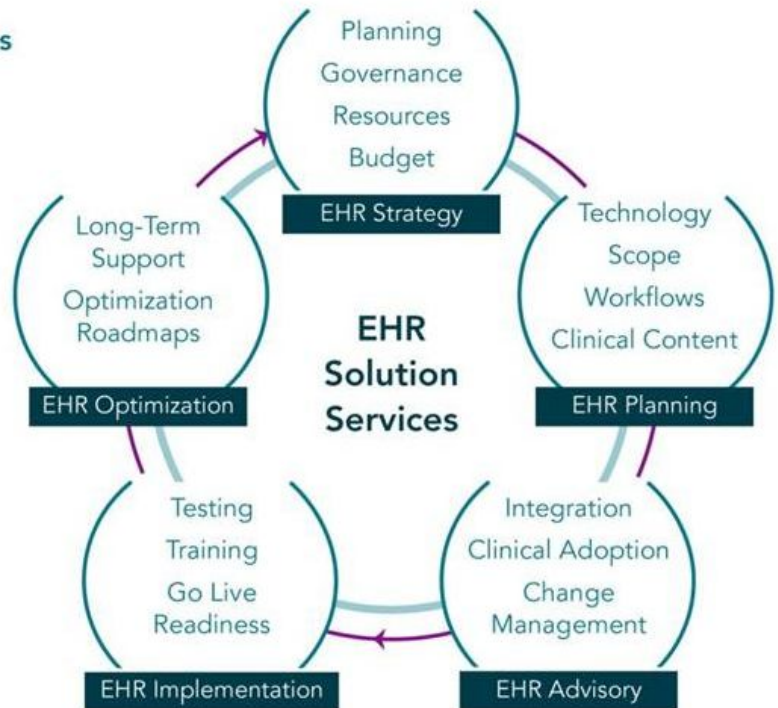 s
Planning
Governance
Resources
Budget
EHR Strategy
Technology
Scope
Workflows
Clinical Content
EHR Planning
Integration
Clinical Adoption
Change
Management
EHR Advisory
Testing
Training
Go Live
Readiness
EHR Implementation
Long-Term
Support
Optimization
Roadmaps
EHR Optimization
EHR
Solution
Services